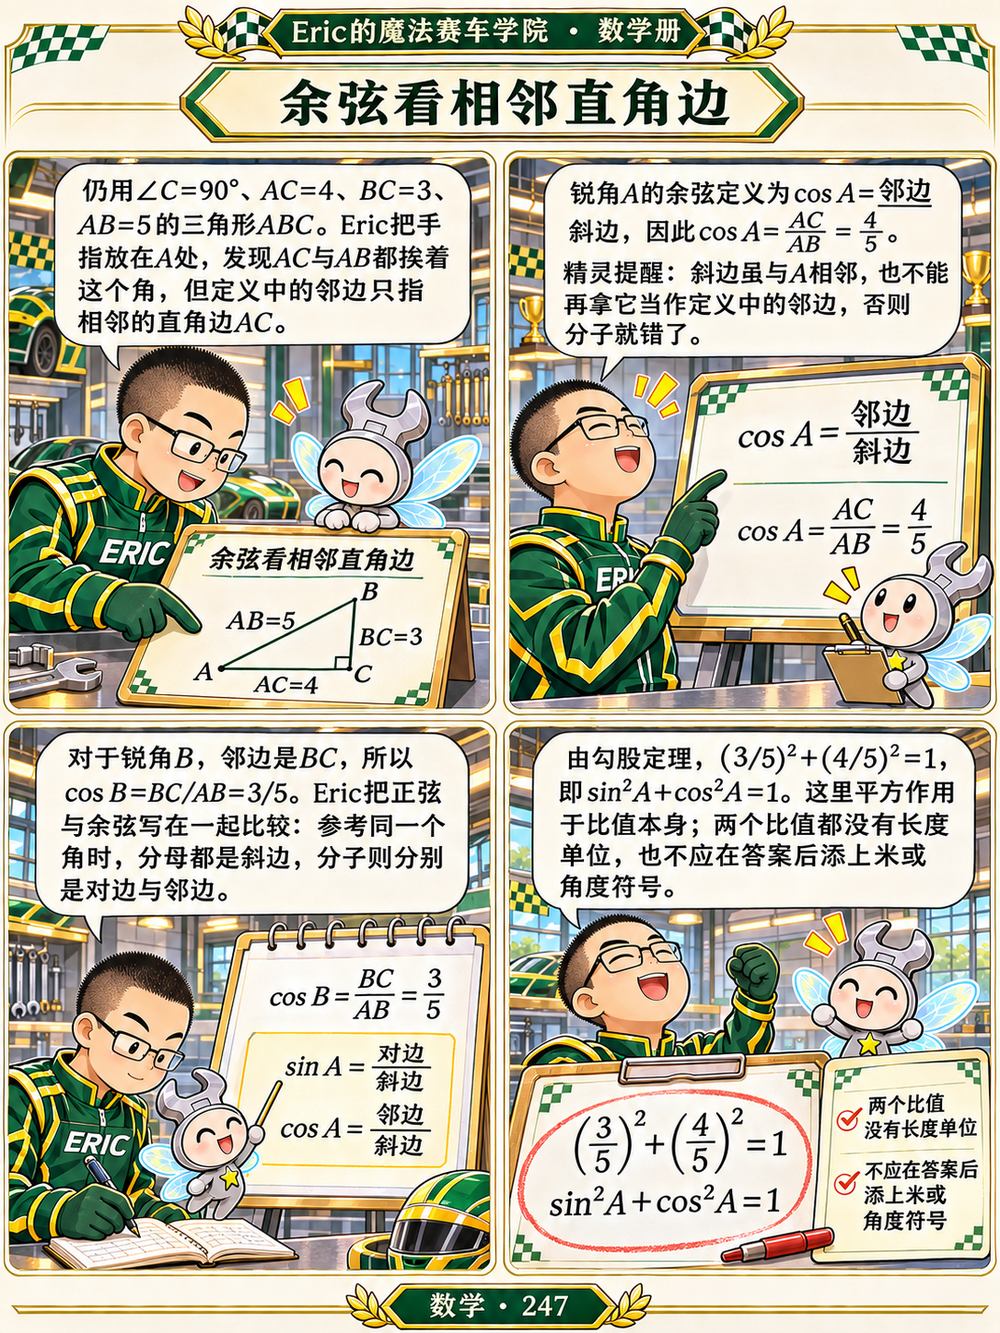 Eric的魔法赛车学院 • 数学册
余弦看相邻直角边
仍用∠C=90°、AC=4、BC=3、
AB=5的三角形ABC。Eric把手
指放在A处，发现AC与AB都挨着
这个角，但定义中的邻边只指
相邻的直角边AC。
ERIC
余弦看相邻直角边
B
AB=5
BC=3
A
C
AC=4
锐角A的余弦定义为cos A=邻边
斜边，因此cos A=AC/AB=4/5。
精灵提醒：斜边虽与A相邻，也不能
再拿它当作定义中的邻边，否则
分子就错了。
ERI
cos A=邻边/斜边
cos A=AC/AB=4/5
对于锐角B，邻边是BC，所以
cos B=BC/AB=3/5。Eric把正弦
与余弦写在一起比较：参考同一个
角时，分母都是斜边，分子则分别
是对边与邻边。
ERIC
cos B=BC/AB=3/5
sin A=对边/斜边
cos A=邻边/斜边
由勾股定理，(3/5)²+(4/5)²=1，
即sin²A+cos²A=1。这里平方作用
于比值本身；两个比值都没有长度
单位，也不应在答案后添上米或
角度符号。
(3/5)²+(4/5)²=1
sin²A+cos²A=1
两个比值
没有长度单位
不应在答案后
添上米或
角度符号
数学 • 247